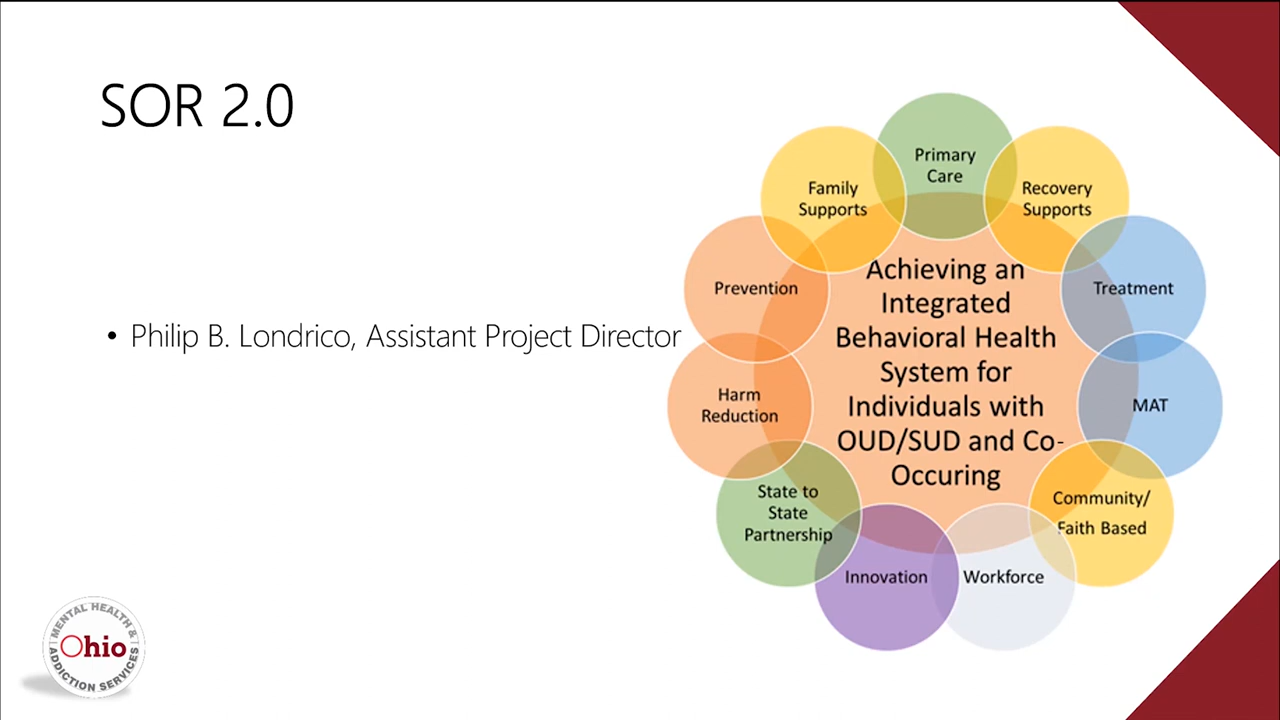 SOR 2.0
• Philip B. Londrico, Assistant Project Director
Primary
Care
Recovery
Supports
Treatment
MAT
Community/
Faith Based
Workforce
Innovation
State to
State
Partnership
Harm
Reduction
Prevention
Family
Supports
Achieving an
Integrated
Behavioral Health
System for
Individuals with
OUD/SUD and Co-
Occuring
MENTAL HEALTH &
Ohio
ADDICTION SERVICES